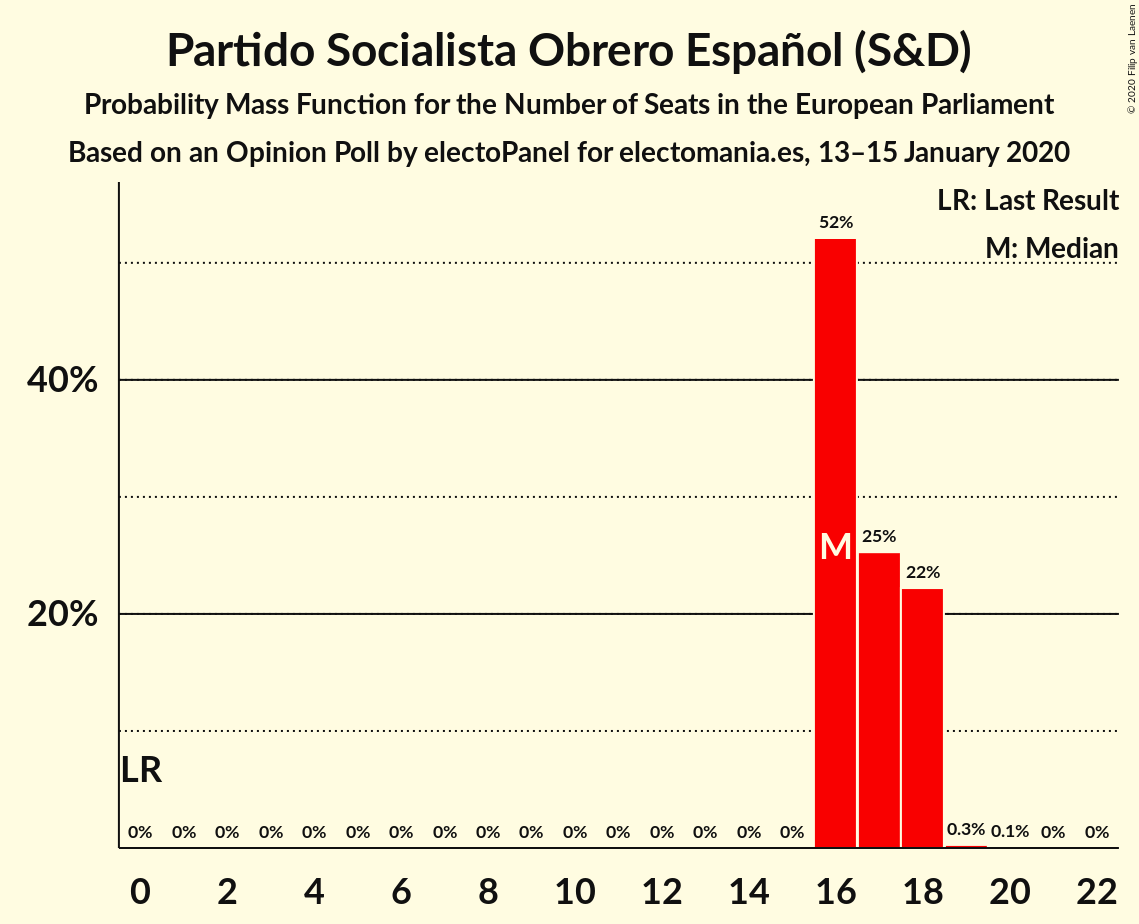 Partido Socialista Obrero Español (S&D)
Probability Mass Function for the Number of Seats in the European Parliament
Based on an Opinion Poll by electoPanel for electomania.es, 13–15 January 2020
© 2020 Filip van Laenen
LR: Last Result
M: Median
52%
40%
M
25%
22%
20%
LR
0% 0% 0% 0% 0% 0% 0% 0% 0% 0% 0% 0% 0% 0% 0% 0% 0.3% 0.1% 0% 0%
0 2 4 6 8 10 12 14 16 18 20 22